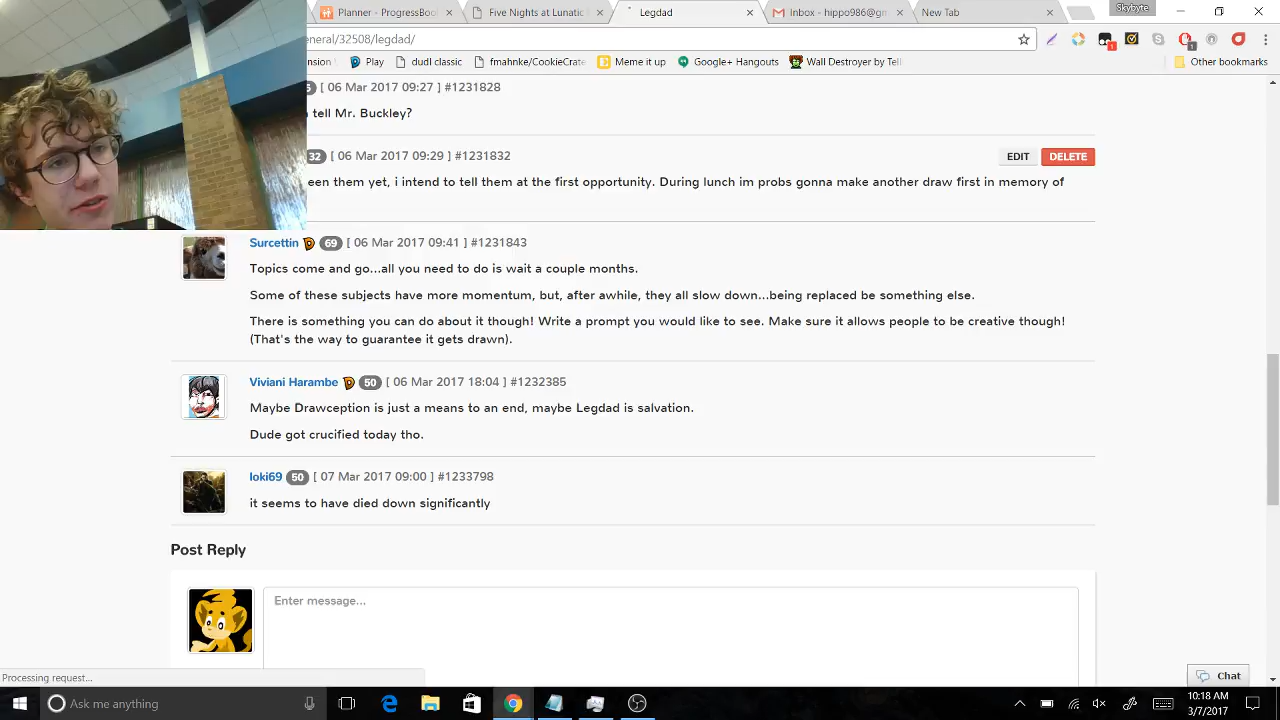 Skybyte
Planner - ProgressBook
Five Nights at Lunatic
Legdad
Inbox - hippo986@gm
New Tab
eneral/32508/legdad/
nsion
Play
dudl classic
fmahnke/CookieCrate
Meme it up
Google+ Hangouts
Wall Destroyer by Tell
Other bookmarks
[ 06 Mar 2017 09:27 ] #1231828
tell Mr. Buckley?
32 [ 06 Mar 2017 09:29 ] #1231832
EDIT DELETE
een them yet, i intend to tell them at the first opportunity. During lunch im probs gonna make another draw first in memory of
Surcettin D 69 [ 06 Mar 2017 09:41 ] #1231843
Topics come and go...all you need to do is wait a couple months.
Some of these subjects have more momentum, but, after awhile, they all slow down...being replaced be something else.
There is something you can do about it though! Write a prompt you would like to see. Make sure it allows people to be creative though!
(That's the way to guarantee it gets drawn).
Viviani Harambe D 50 [ 06 Mar 2017 18:04 ] #1232385
Maybe Drawception is just a means to an end, maybe Legdad is salvation.
Dude got crucified today tho.
loki69 50 [ 07 Mar 2017 09:00 ] #1233798
it seems to have died down significantly
Post Reply
Enter message...
Processing request...
Chat
Ask me anything
10:18 AM
3/7/2017